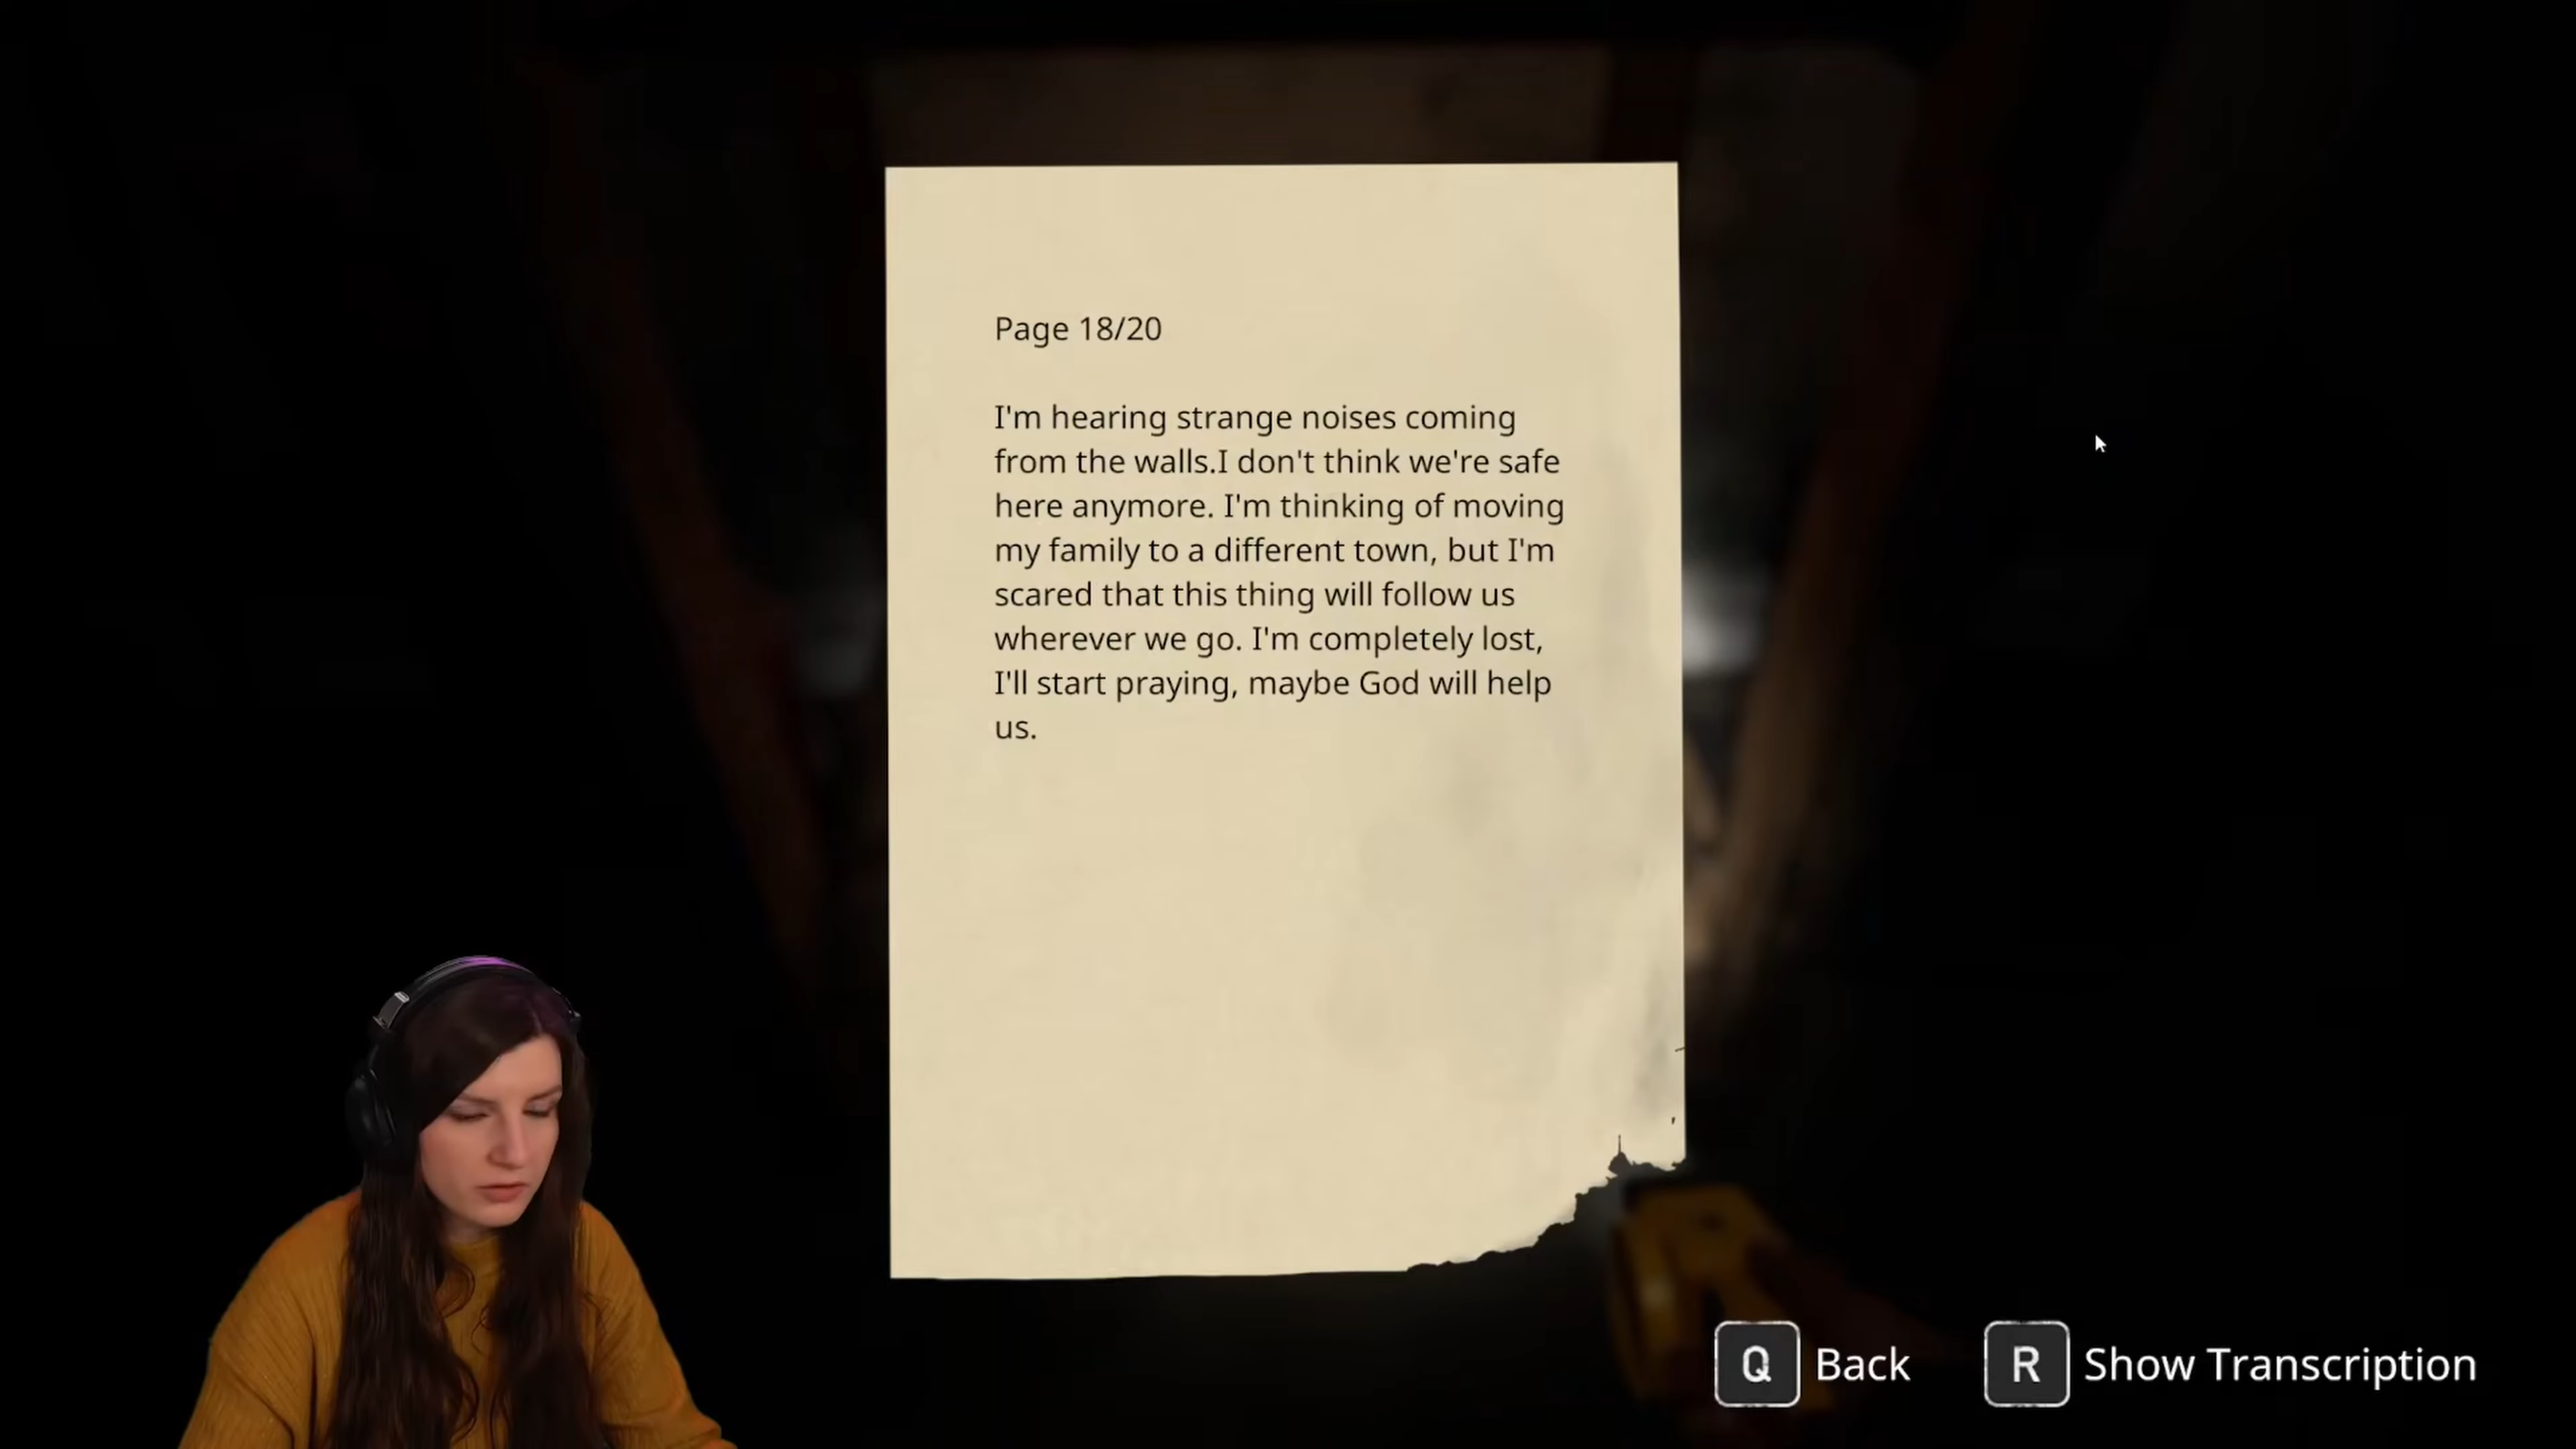 Page 18/20
I'm hearing strange noises coming
from the walls.I don't think we're safe
here anymore. I'm thinking of moving
my family to a different town, but I'm
scared that this thing will follow us
wherever we go. I'm completely lost,
I'll start praying, maybe God will help
us.
Q Back R Show Transcription